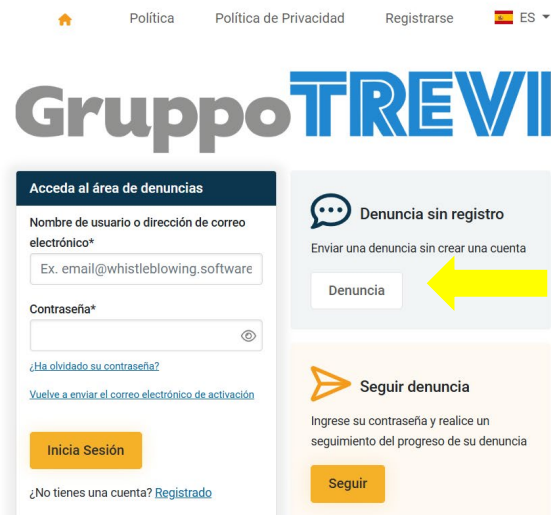 Política Política de Privacidad Registrarse ES
Gruppo TREVI
Acceda al área de denuncias
Nombre de usuario o dirección de correo
electrónico*
Ex. email@whistleblowing.software
Contraseña*
¿Ha olvidado su contraseña?
Vuelve a enviar el correo electrónico de activación
Inicia Sesión
¿No tienes una cuenta? Registrado
Denuncia sin registro
Enviar una denuncia sin crear una cuenta
Denuncia
Seguir denuncia
Ingrese su contraseña y realice un
seguimiento del progreso de su denuncia
Seguir